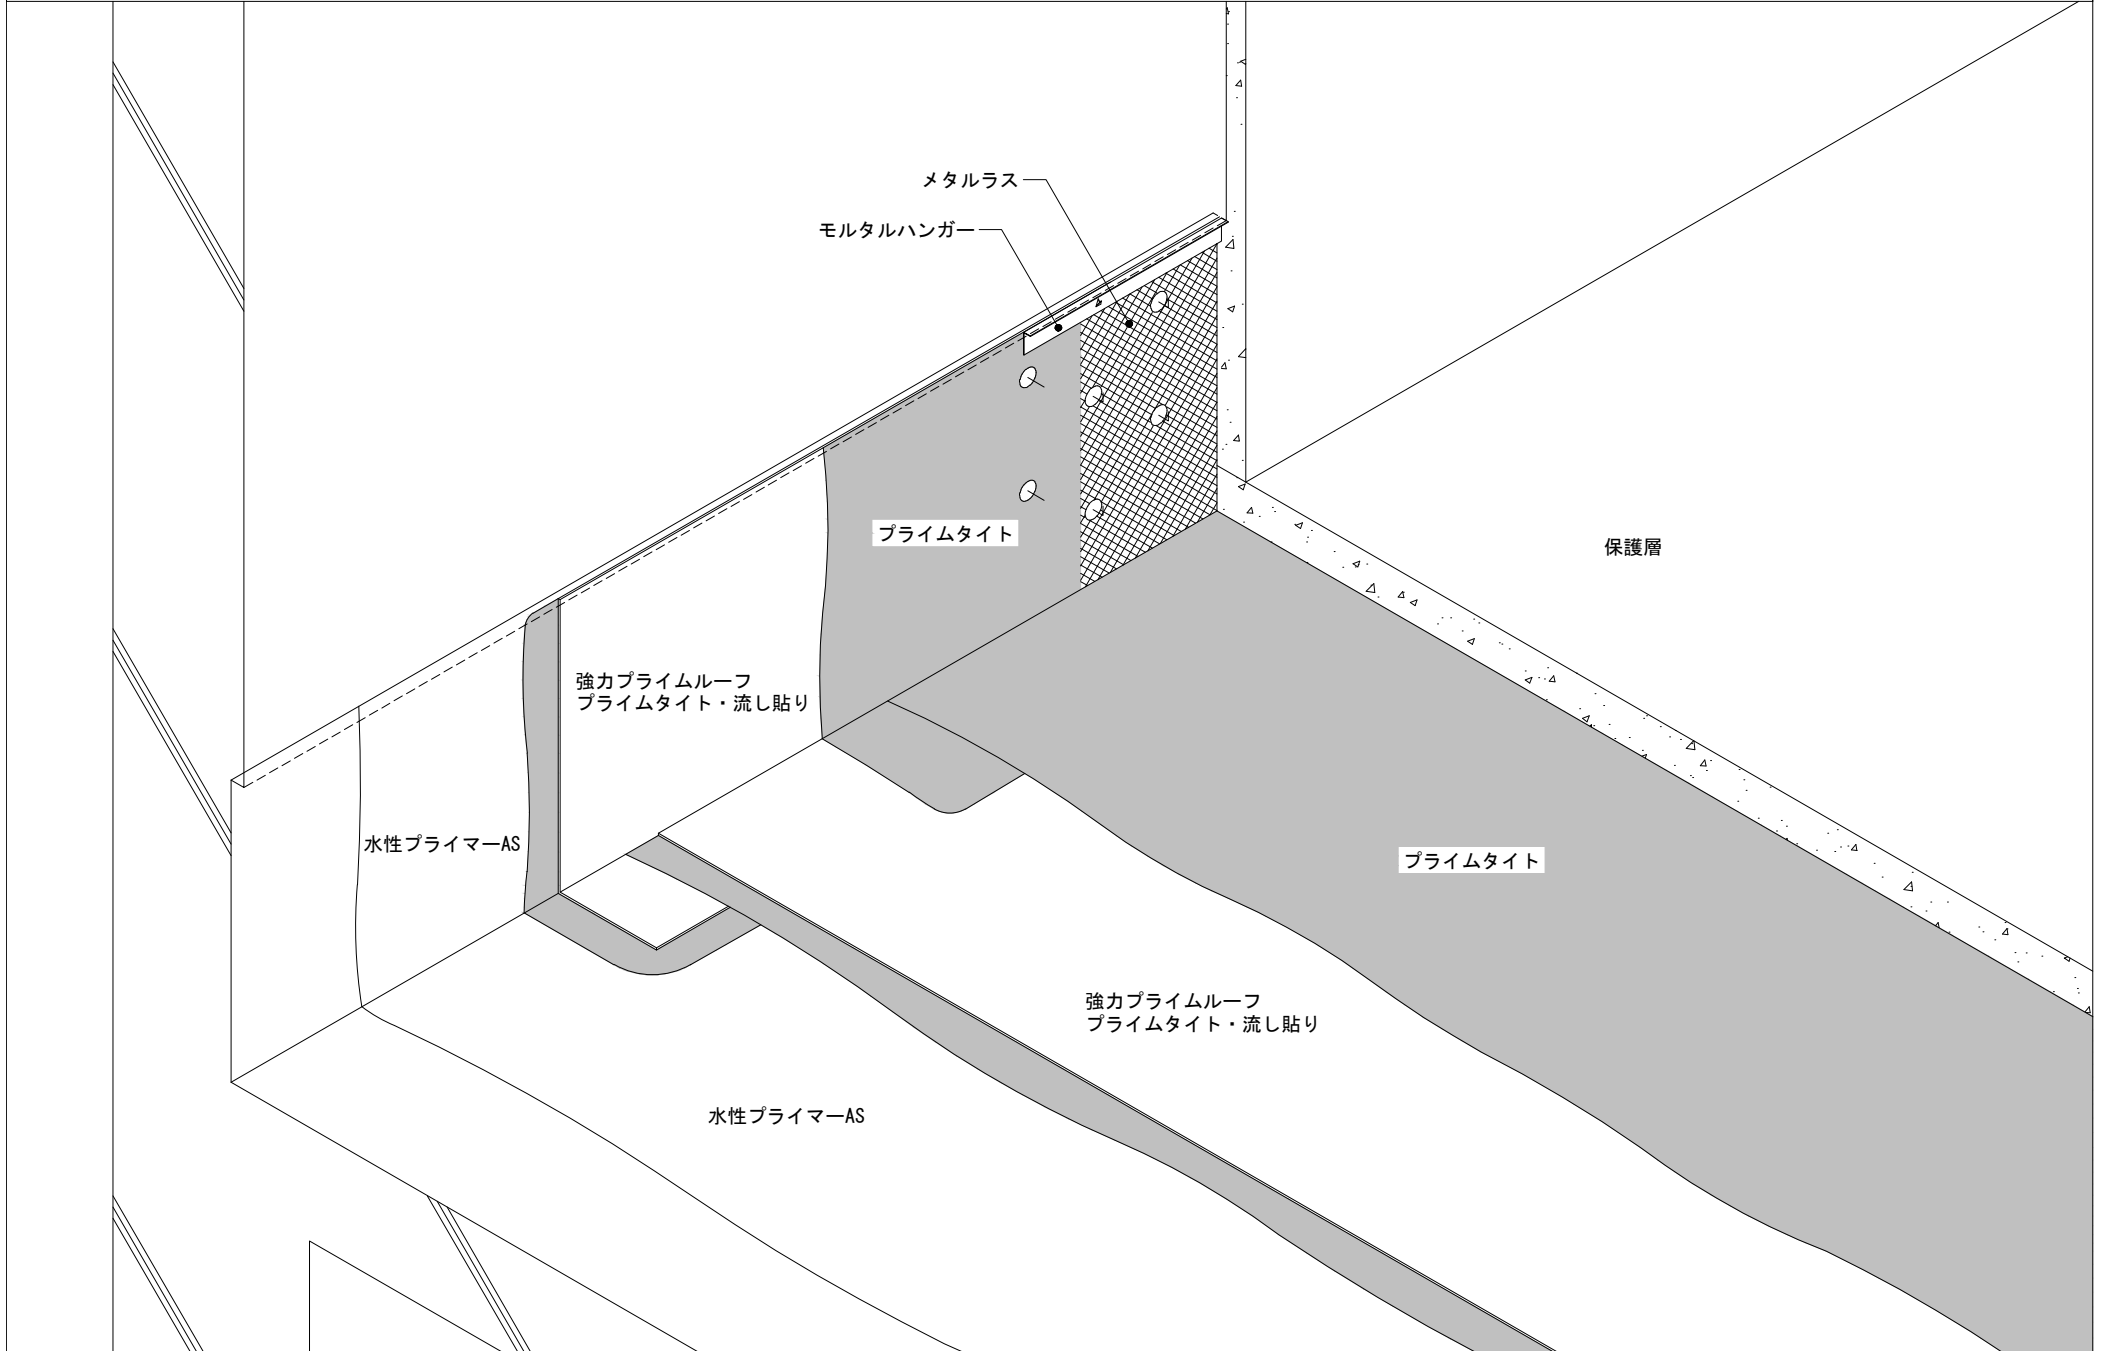 メタルラス
モルタルハンガー
プライムタイト
保護層
強力プライムルーフ
プライムタイト・流し貼り
水性プライマーAS
プライムタイト
強力プライムルーフ
プライムタイト・流し貼り
水性プライマーAS